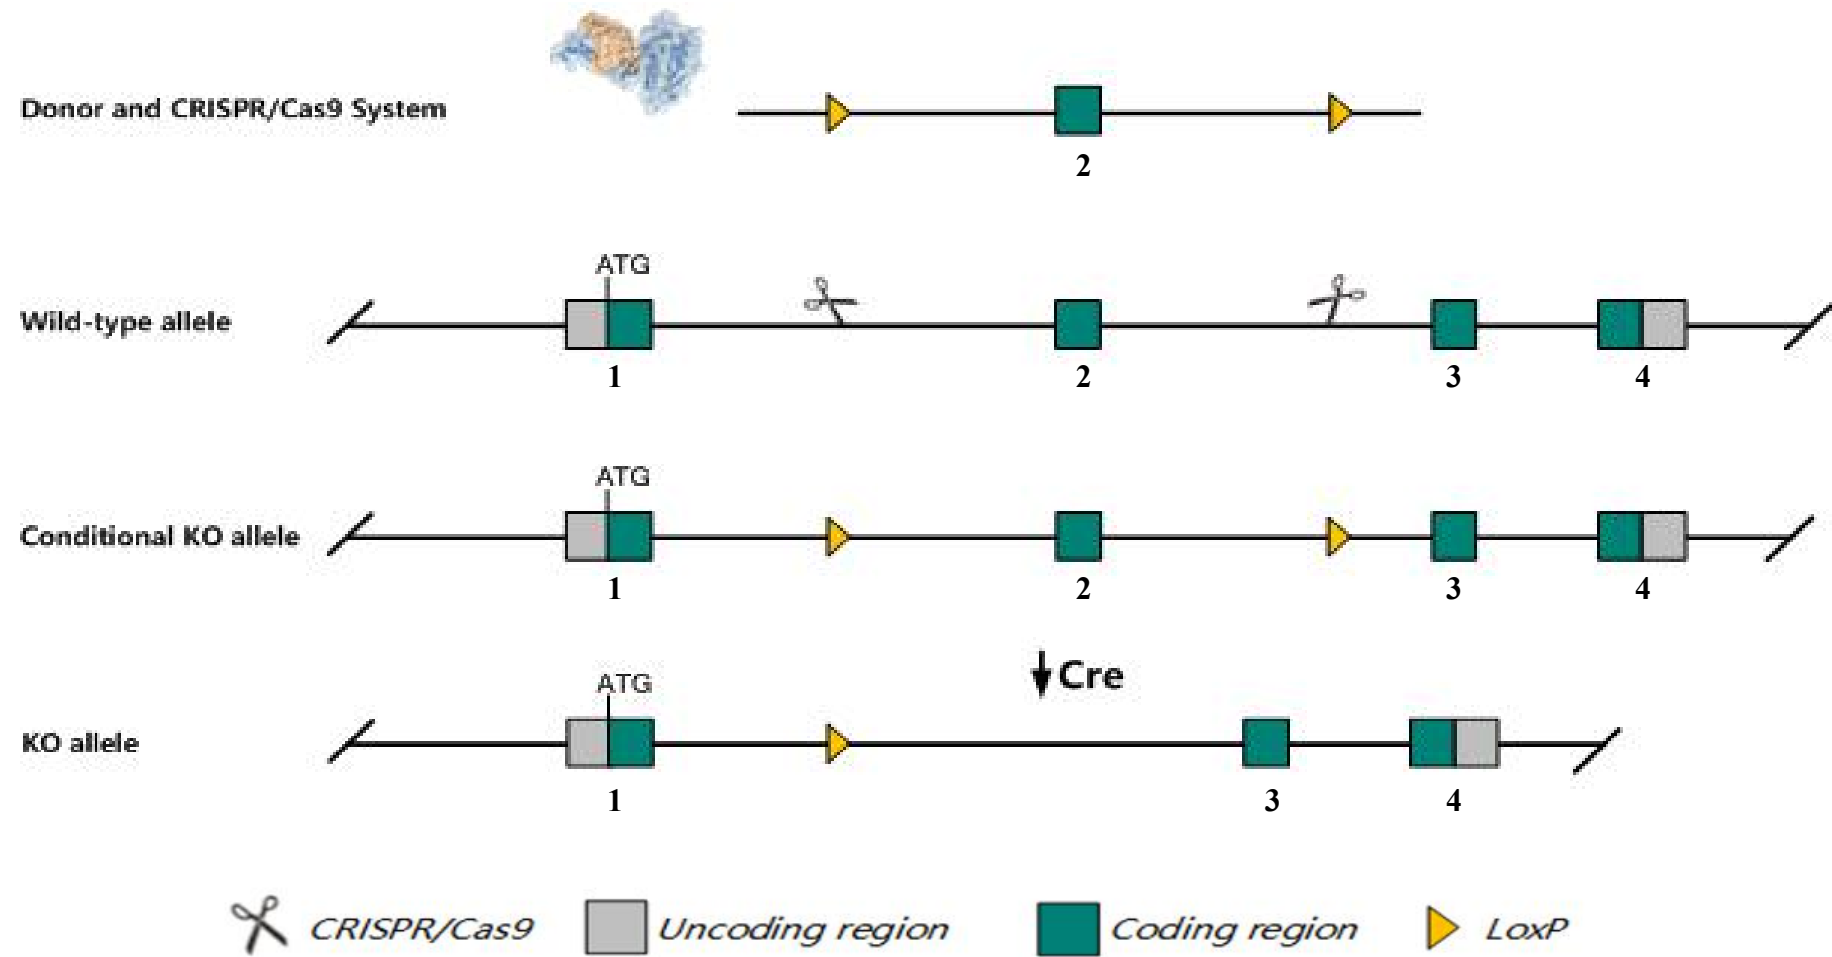 Donor and CRISPR/Cas9 System
2
ATG
Wild-type allele
1 2 3 4
ATG
Conditional KO allele
1 2 3 4
Cre
ATG
KO allele
1 3 4
CRISPR/Cas9 Uncoding region Coding region LoxP